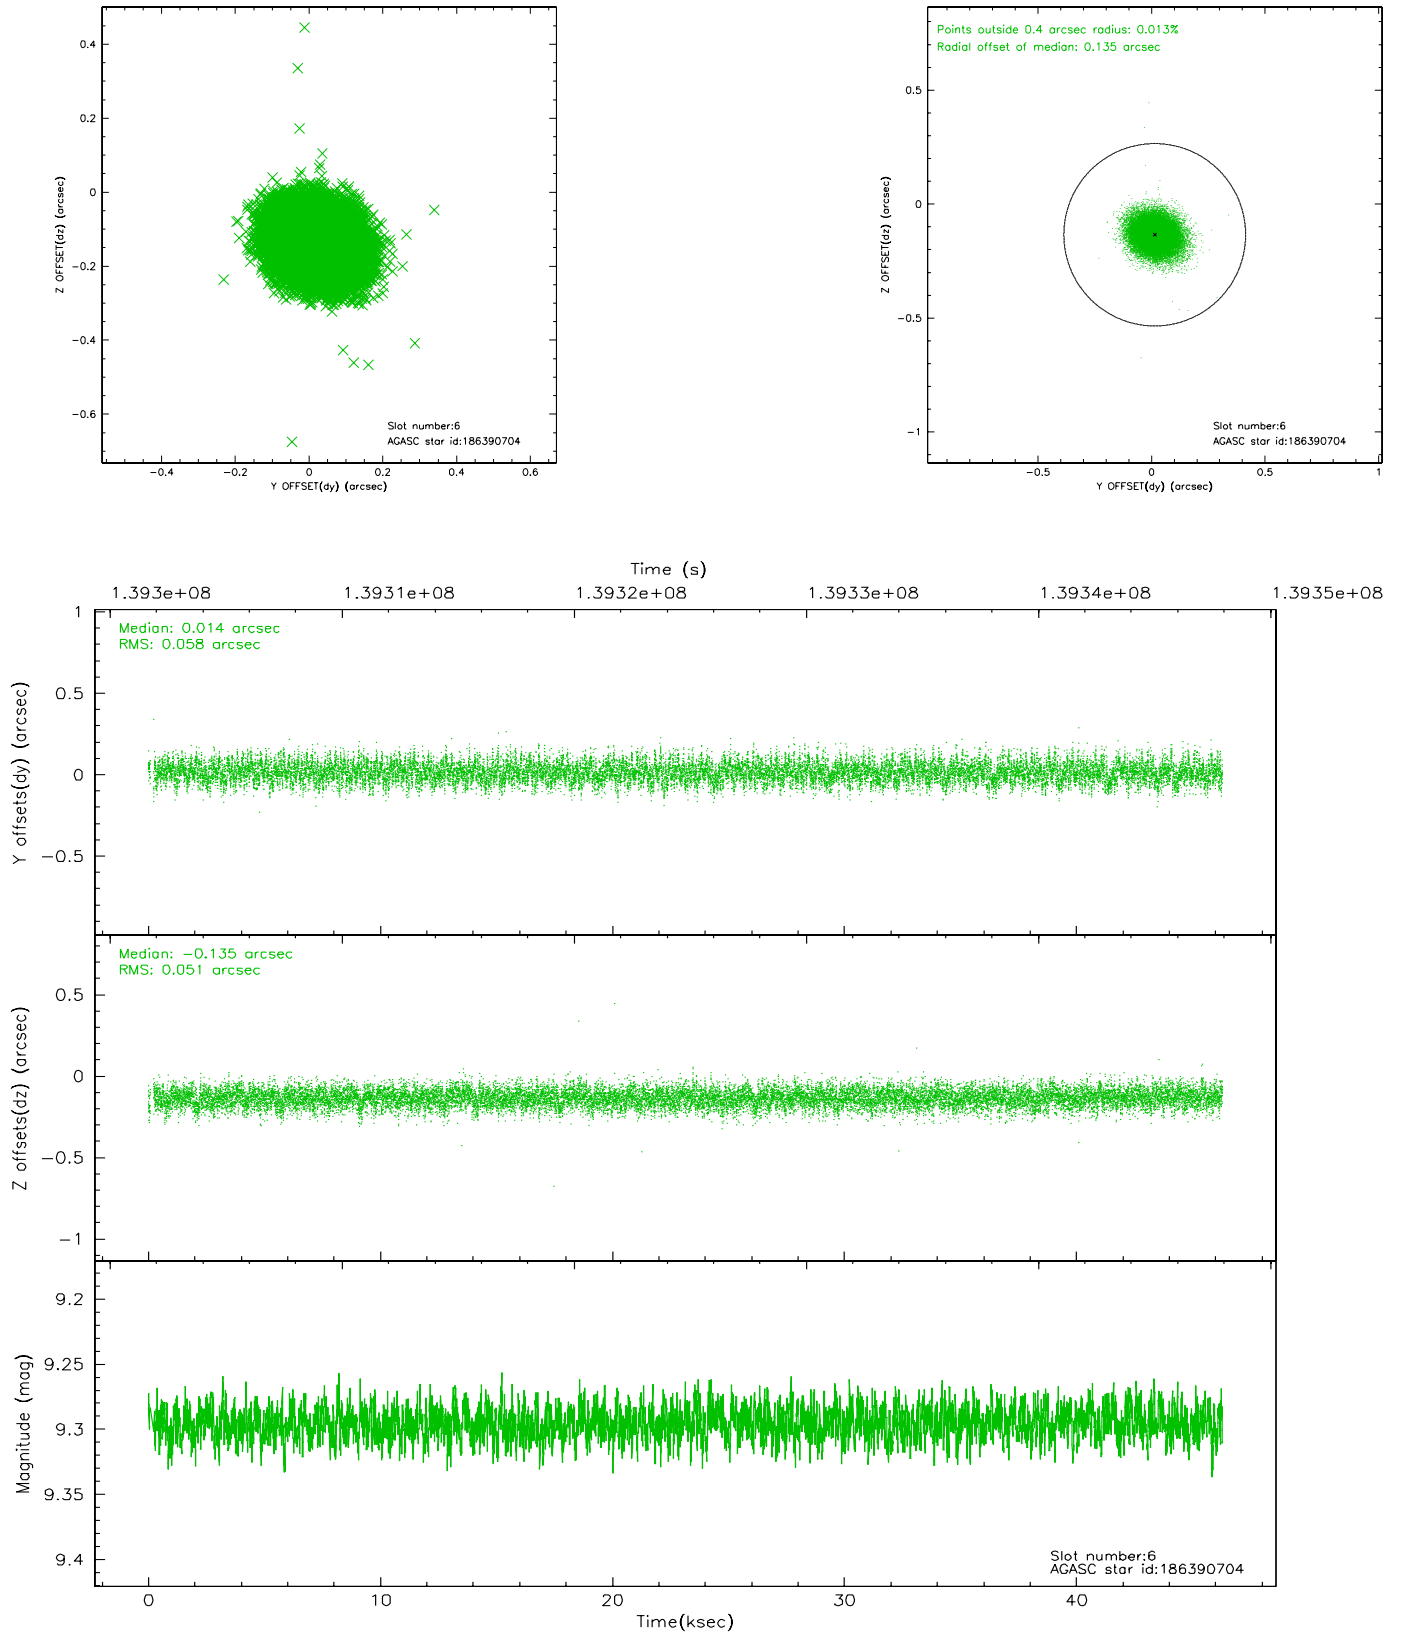 0.4
0.2
0
−0.2
−0.4
−0.6
Z OFFSET(dz) (arcsec)
−0.4
−0.2
0
0.2
0.4
0.6
Y OFFSET(dy) (arcsec)
Slot number:6
AGASC star id:186390704
Points outside 0.4 arcsec radius: 0.013%
Radial offset of median: 0.135 arcsec
0.5
0
−0.5
−1
Z OFFSET(dz) (arcsec)
−0.5
0
0.5
1
Y OFFSET(dy) (arcsec)
Slot number:6
AGASC star id:186390704
Time (s)
1.393e+08
1.3931e+08
1.3932e+08
1.3933e+08
1.3934e+08
1.3935e+08
Median: 0.014 arcsec
RMS: 0.058 arcsec
1
0.5
0
−0.5
Y offsets(dy) (arcsec)
Median: −0.135 arcsec
RMS: 0.051 arcsec
0.5
0
−0.5
−1
Z offsets(dz) (arcsec)
9.2
9.25
9.3
9.35
9.4
Magnitude (mag)
Slot number:6
AGASC star id:186390704
0
10
20
30
40
Time(ksec)